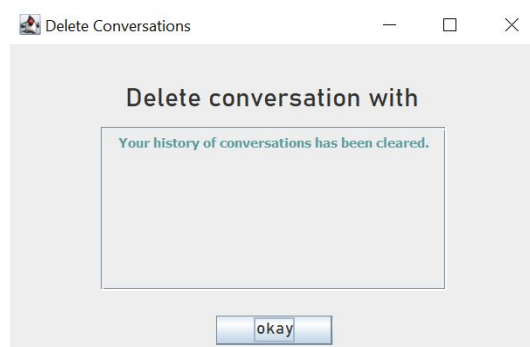 Delete Conversations
Delete conversation with
Your history of conversations has been cleared.
okay